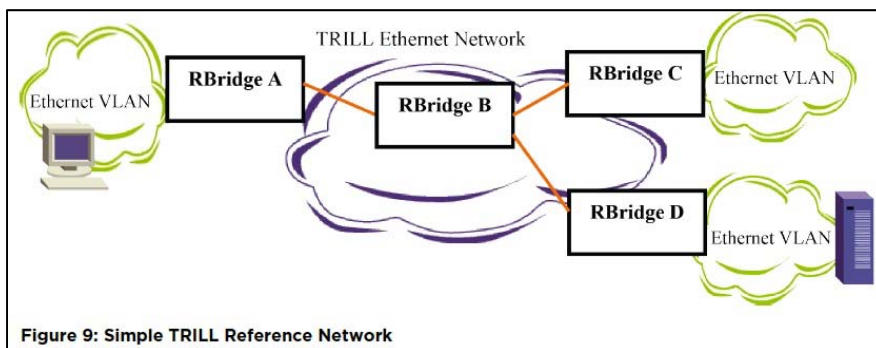 TRILL Ethernet Network
RBridge A
RBridge C
Ethernet VLAN
RBridge B
Ethernet VLAN
RBridge D
Ethernet VLAN
Figure 9: Simple TRILL Reference Network